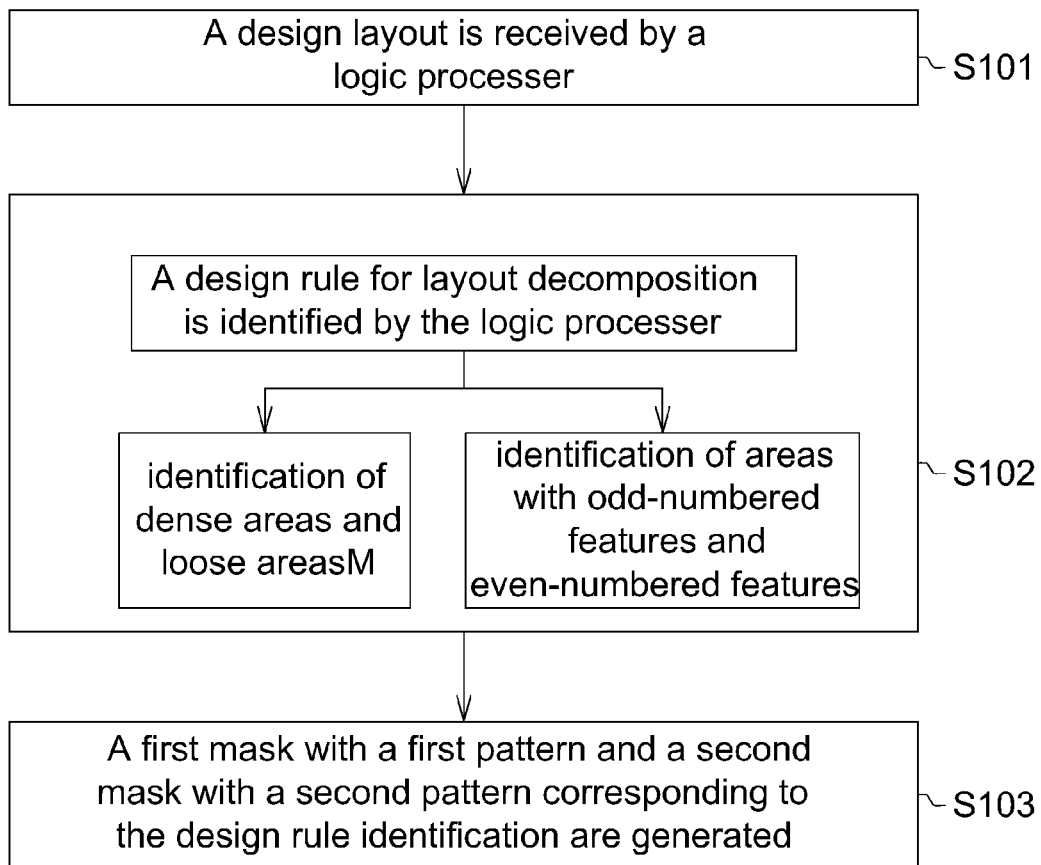 A design layout is received by a
logic processer
S101
A design rule for layout decomposition
is identified by the logic processer
identification of
dense areas and
loose areasM
identification of areas
with odd-numbered
features and
even-numbered features
S102
A first mask with a first pattern and a second
mask with a second pattern corresponding to
the design rule identification are generated
S103